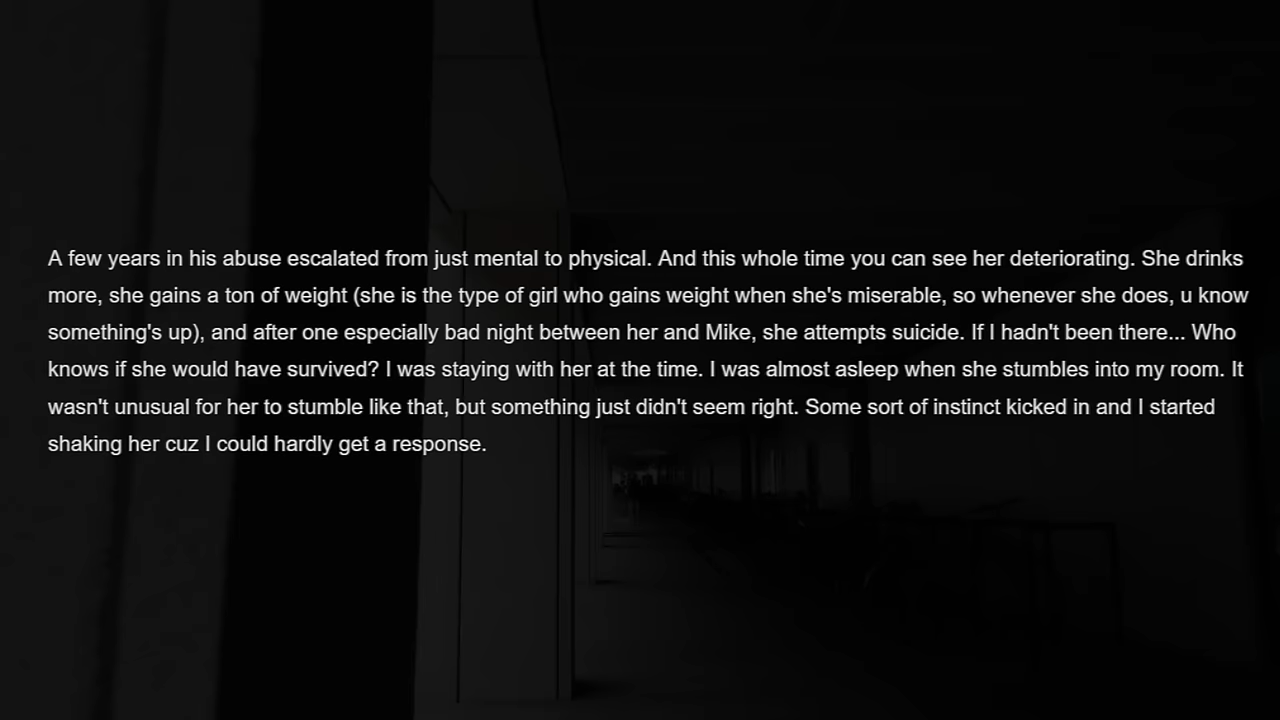 A few years in his abuse escalated from just mental to physical. And this whole time you can see her deteriorating. She drinks
more, she gains a ton of weight (she is the type of girl who gains weight when she's miserable, so whenever she does, u know
something's up), and after one especially bad night between her and Mike, she attempts suicide. If I hadn't been there... Who
knows if she would have survived? I was staying with her at the time. I was almost asleep when she stumbles into my room. It
wasn't unusual for her to stumble like that, but something just didn't seem right. Some sort of instinct kicked in and I started
shaking her cuz I could hardly get a response.